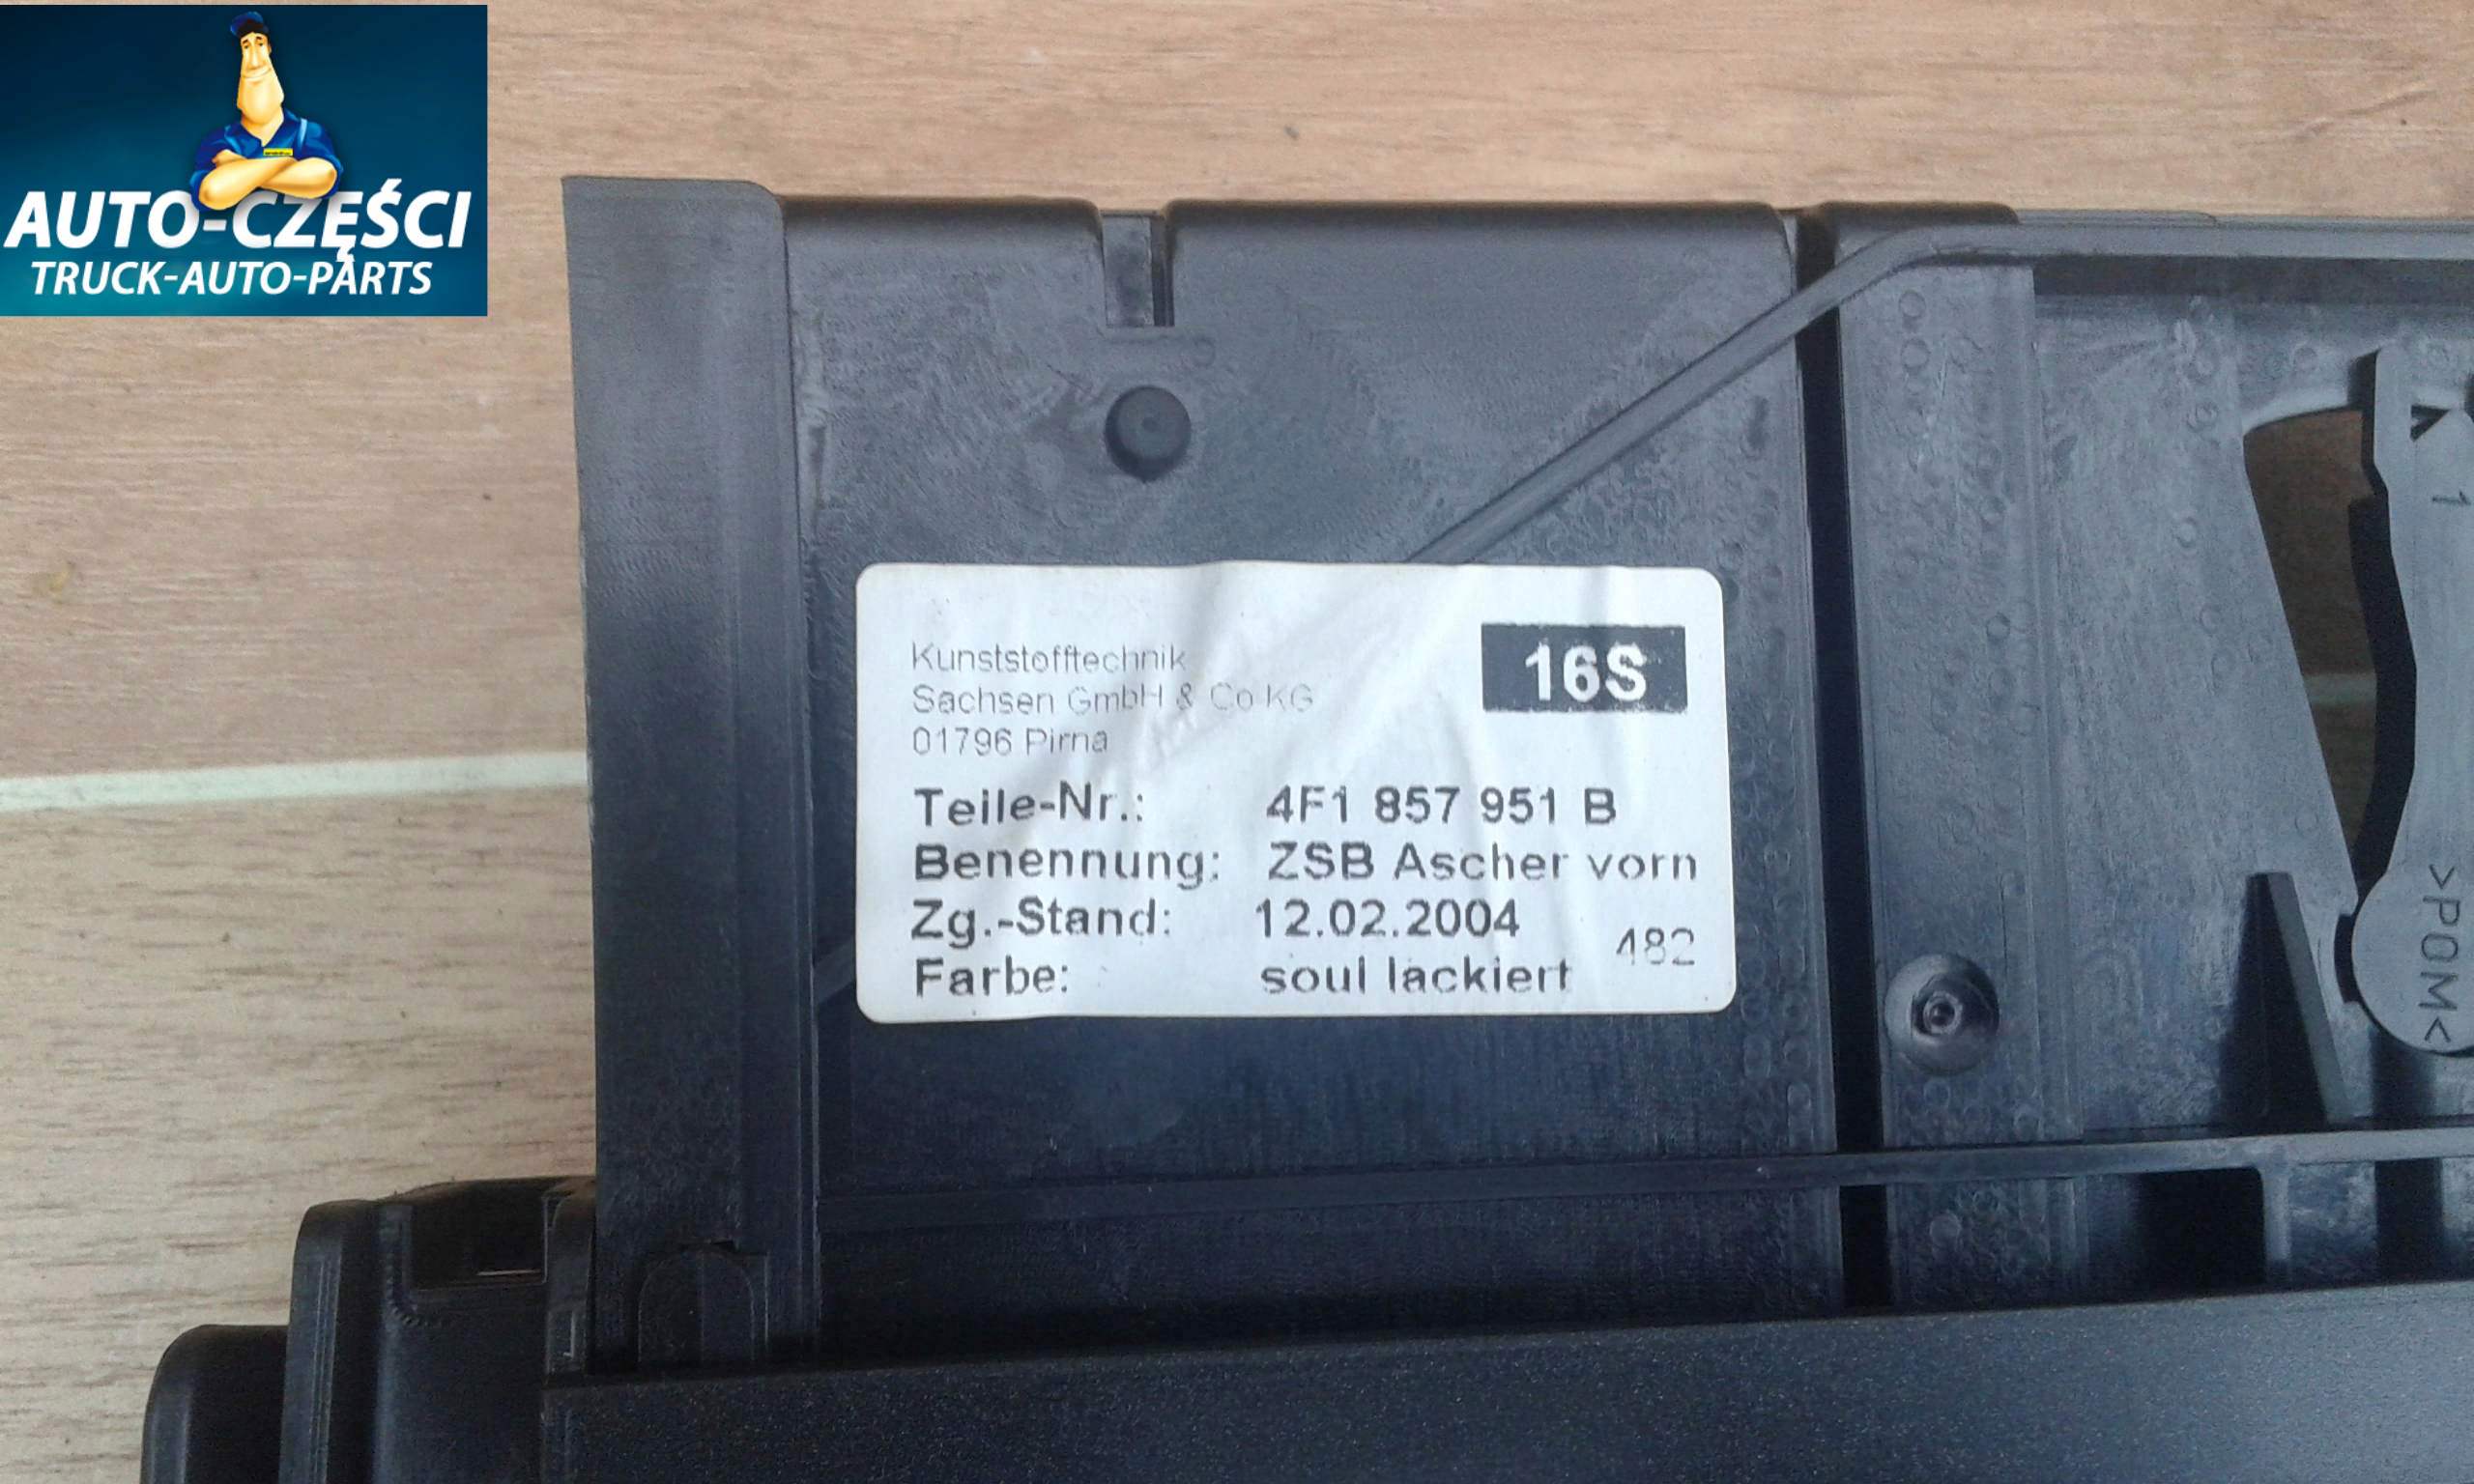 AUTO-CZĘŚCI
TRUCK-AUTO-PARTS
Kunststofftechnik
Sachsen GmbH & Co KG
01796 Pirna
16S
Teile-Nr.: 4F1 857 951 B
Benennung: ZSB Ascher vorn
Zg.-Stand: 12.02.2004
482
Farbe: soul lackiert
1
>POM<